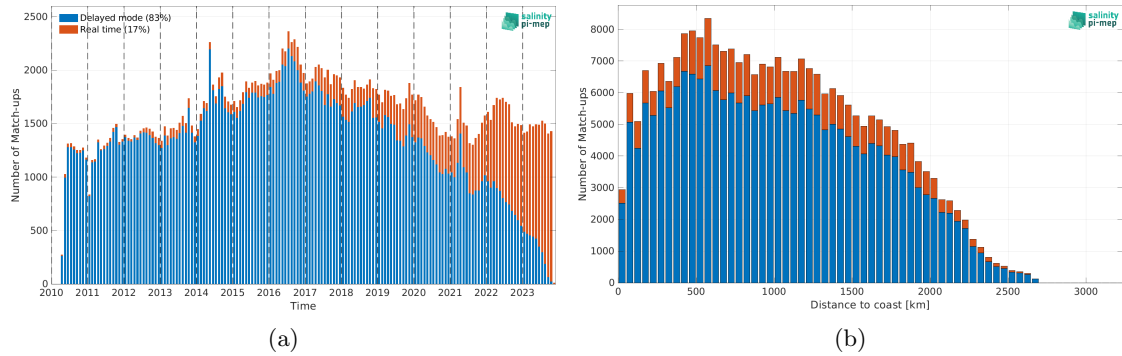 Delayed mode (83%)
Real time (17%)
salinity
pi-mep
Number of Match-ups
2500
2000
1500
1000
500
0
2010 2011 2012 2013 2014 2015 2016 2017 2018 2019 2020 2021 2022 2023
Time
(a)
salinity
pi-mep
Number of Match-ups
8000
7000
6000
5000
4000
3000
2000
1000
0
0 500 1000 1500 2000 2500 3000
Distance to coast [km]
(b)